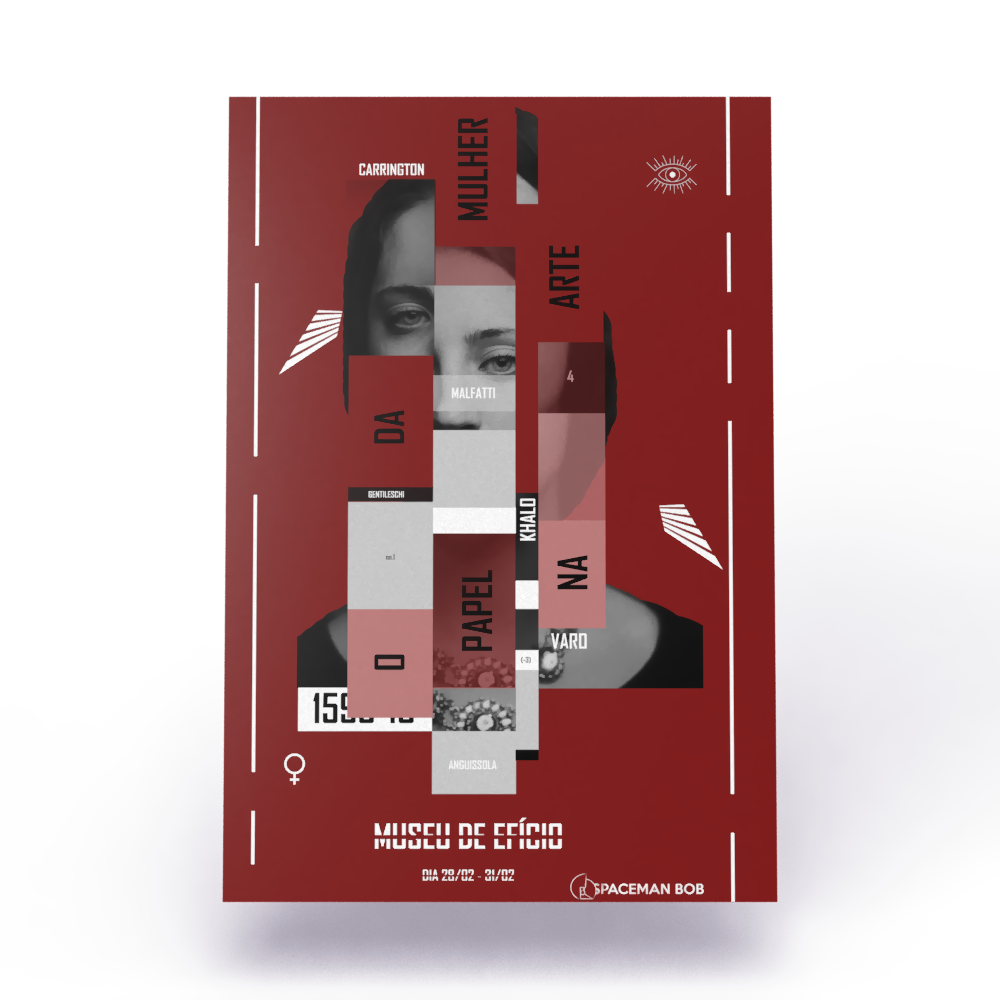 CARRINGTON
MULHER
ARTE
4
MALFATTI
DA
GENTILESCHI
KHALO
NA
PAPEL
O
VARO
(-3)
ANGUISSOLA
MUSEU DE EFÍCIO
DIA 28/02 - 31/02
SPACEMAN BOB